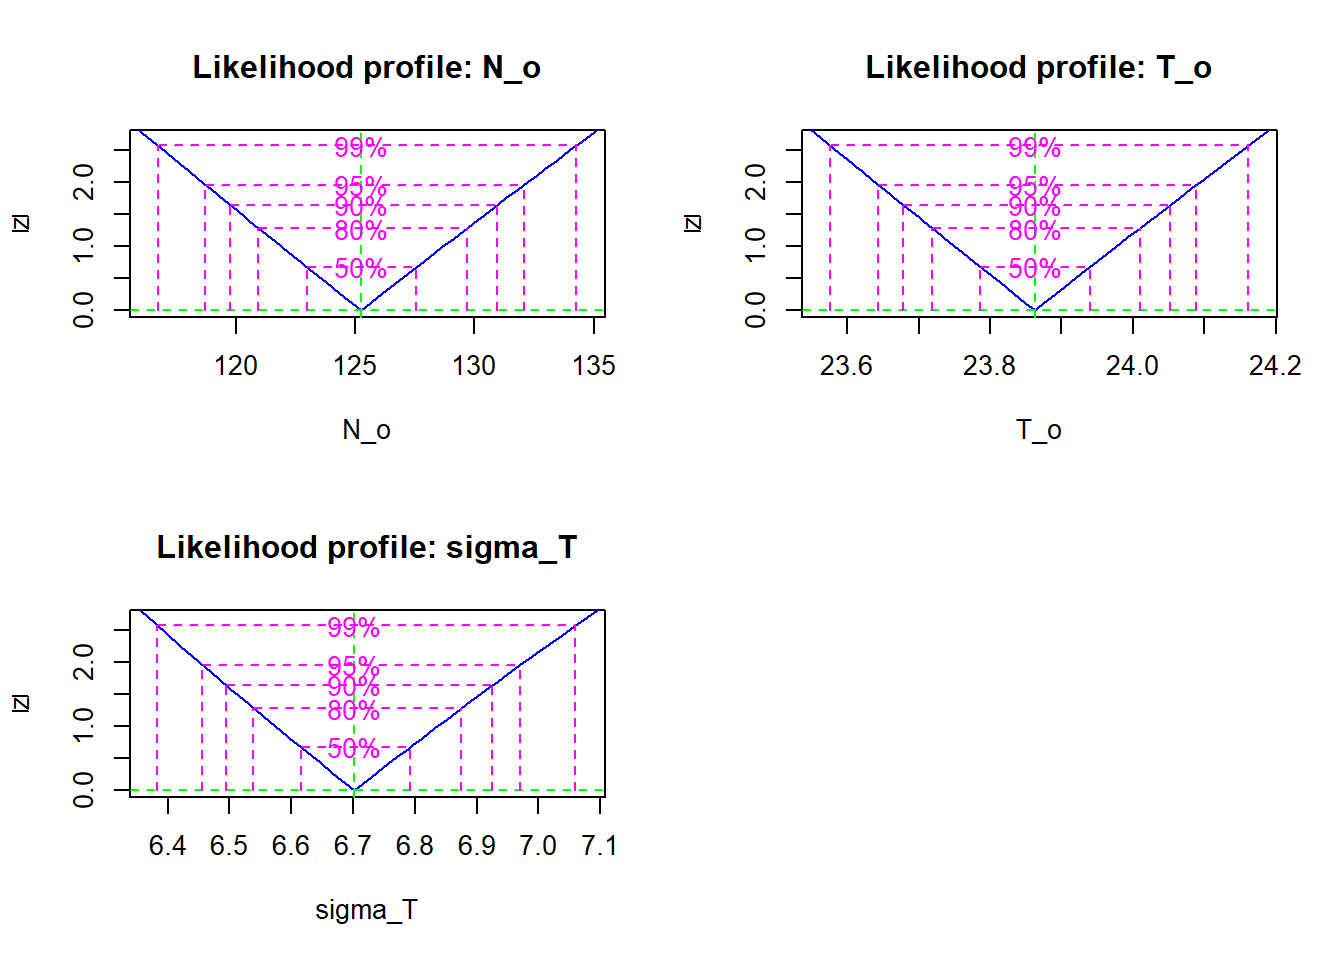 Likelihood profile: N_o
99%
95%
90%
80%
50%
|z|
0.0 1.0 2.0
120 125 130 135
N_o
Likelihood profile: T_o
99%
95%
90%
80%
50%
|z|
0.0 1.0 2.0
23.6 23.8 24.0 24.2
T_o
Likelihood profile: sigma_T
99%
95%
90%
80%
50%
|z|
0.0 1.0 2.0
6.4 6.5 6.6 6.7 6.8 6.9 7.0 7.1
sigma_T